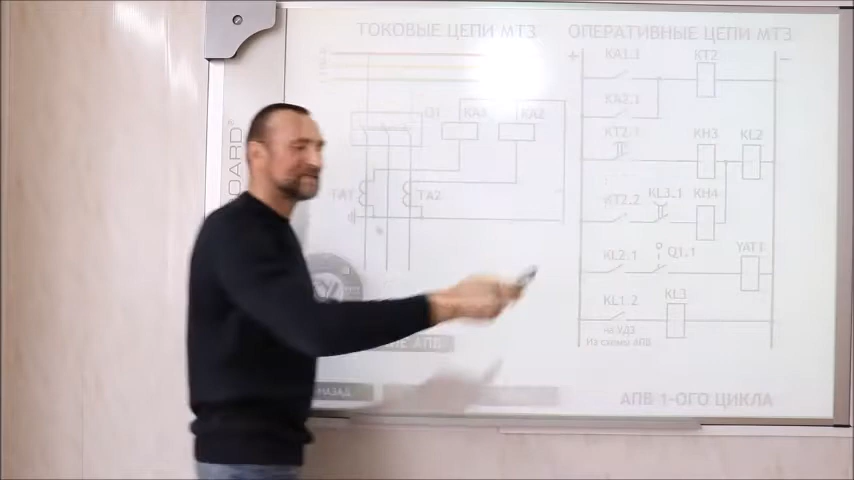 ТОКОВЫЕ ЦЕПИ МТЗ
ОПЕРАТИВНЫЕ ЦЕПИ МТЗ
+
KA1.1
KT2
–
KA2.1
Q1
KA1
KA2
KT2.1
KH3
KL2
TA1
TA2
KT2.2
KL3.1
KH4
KL2.1
Q1.1
YAT1
KL1.2
KL3
на УДЗ
Из схемы АПВ
АПВ
НАЗАД
АПВ 1-ОГО ЦИКЛА
OARD®